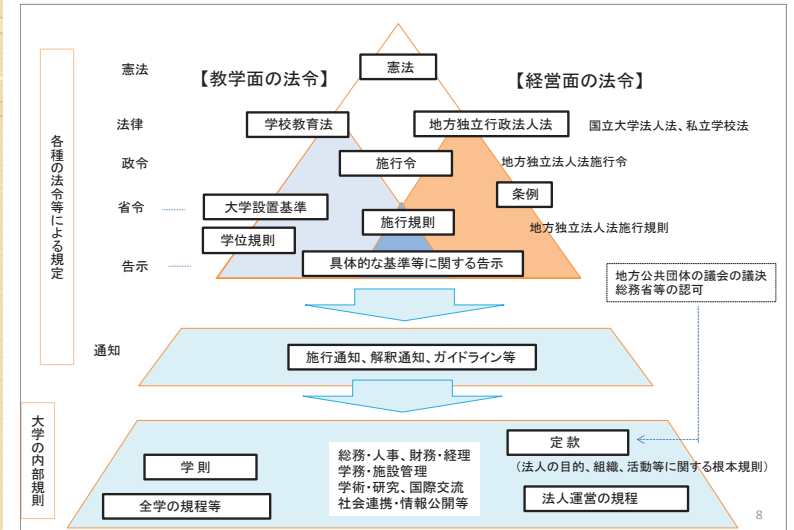 憲法
【教学面の法令】
憲法
【経営面の法令】
法律
学校教育法
地方独立行政法人法
国立大学法人法、私立学校法
各種の法令等による規定
政令
施行令
地方独立法人法施行令
条例
省令
大学設置基準
施行規則
地方独立法人法施行規則
学位規則
告示
具体的な基準等に関する告示
地方公共団体の議会の議決
総務省等の認可
通知
施行通知、解釈通知、ガイドライン等
大学の内部規則
定款
(法人の目的、組織、活動等に関する根本規則)
学則
総務・人事、財務・経理
学務・施設管理
学術・研究、国際交流
社会連携・情報公開等
全学の規程等
法人運営の規程
8